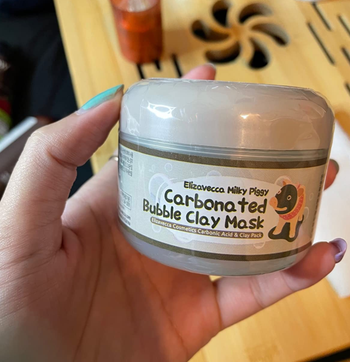 Elizavecca Milky Piggy
Carbonated
Bubble Clay Mask
Elizavecca Cosmetics Carbonic Acid & Clay Pack